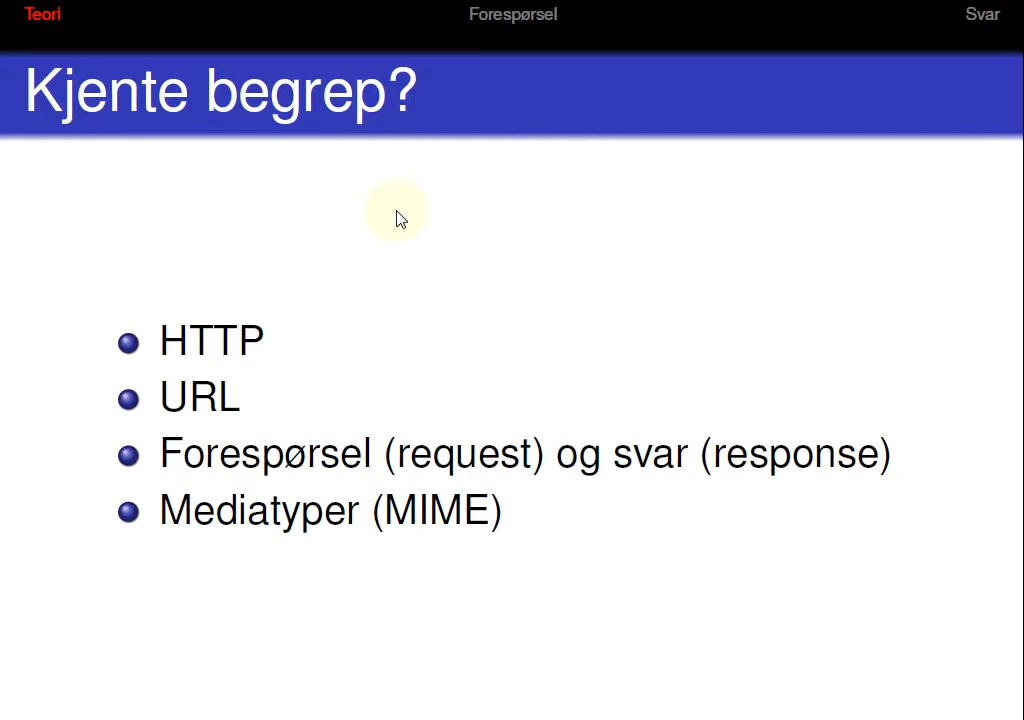 Teori Forespørsel Svar
Kjente begrep?
HTTP
URL
Forespørsel (request) og svar (response)
Mediatyper (MIME)